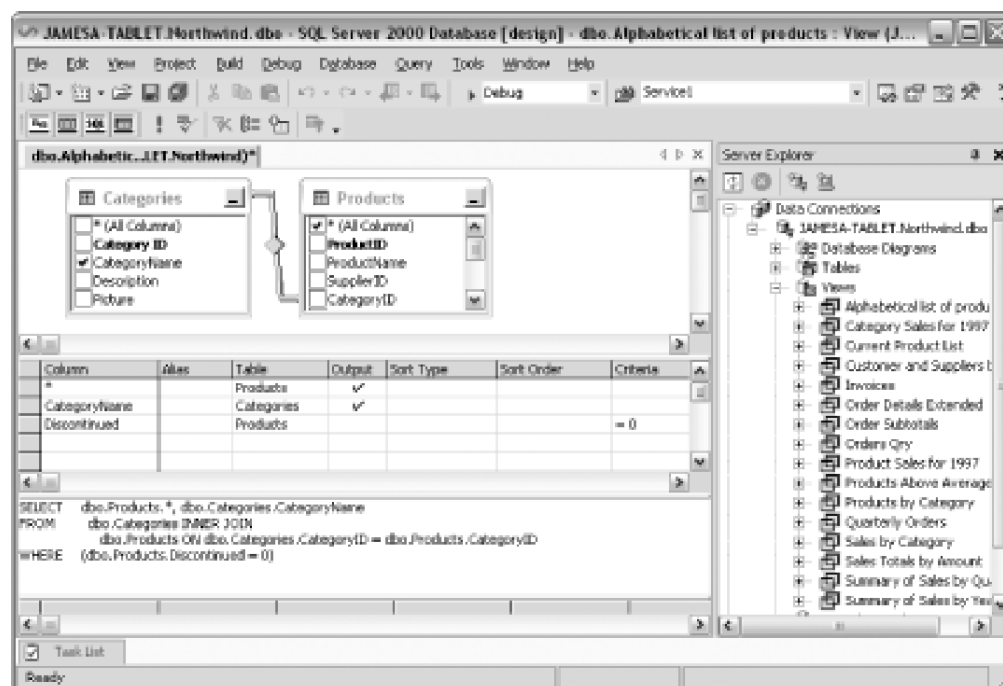 JAMESA-TABLET.Northwind.dbo - SQL Server 2000 Database [design] - dbo.Alphabetical list of products : View (J...
File Edit View Project Build Debug Database Query Tools Window Help
Debug Service1
dbo.Alphabetic...LET.Northwind)*
Categories
* (All Columns)
Category ID
CategoryName
Description
Picture
Products
* (All Columns)
ProductID
ProductName
SupplierID
CategoryID
Column Alias Table Output Sort Type Sort Order Criteria
* Products
CategoryName Categories
Discontinued Products = 0
SELECT dbo.Products.*, dbo.Categories.CategoryName
FROM dbo.Categories INNER JOIN
dbo.Products ON dbo.Categories.CategoryID = dbo.Products.CategoryID
WHERE (dbo.Products.Discontinued = 0)
Server Explorer
Data Connections
JAMESA-TABLET.Northwind.dbo
Database Diagrams
Tables
Views
Alphabetical list of produ
Category Sales for 1997
Current Product List
Customer and Suppliers b
Invoices
Order Details Extended
Order Subtotals
Orders Qry
Product Sales for 1997
Products Above Average
Products by Category
Quarterly Orders
Sales by Category
Sales Totals by Amount
Summary of Sales by Qu
Summary of Sales by Yea
Task List
Ready